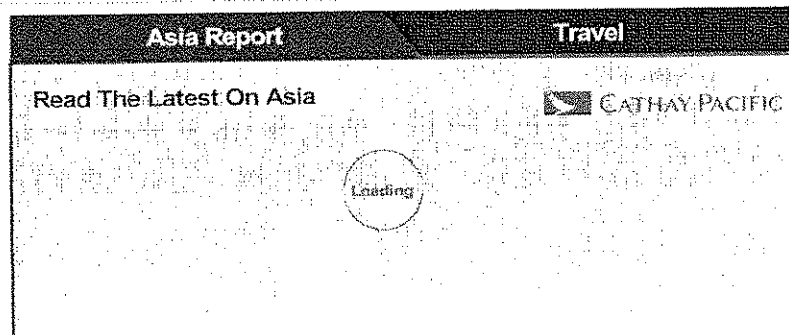 Asia Report
Travel
Read The Latest On Asia
CATHAY PACIFIC
Loading